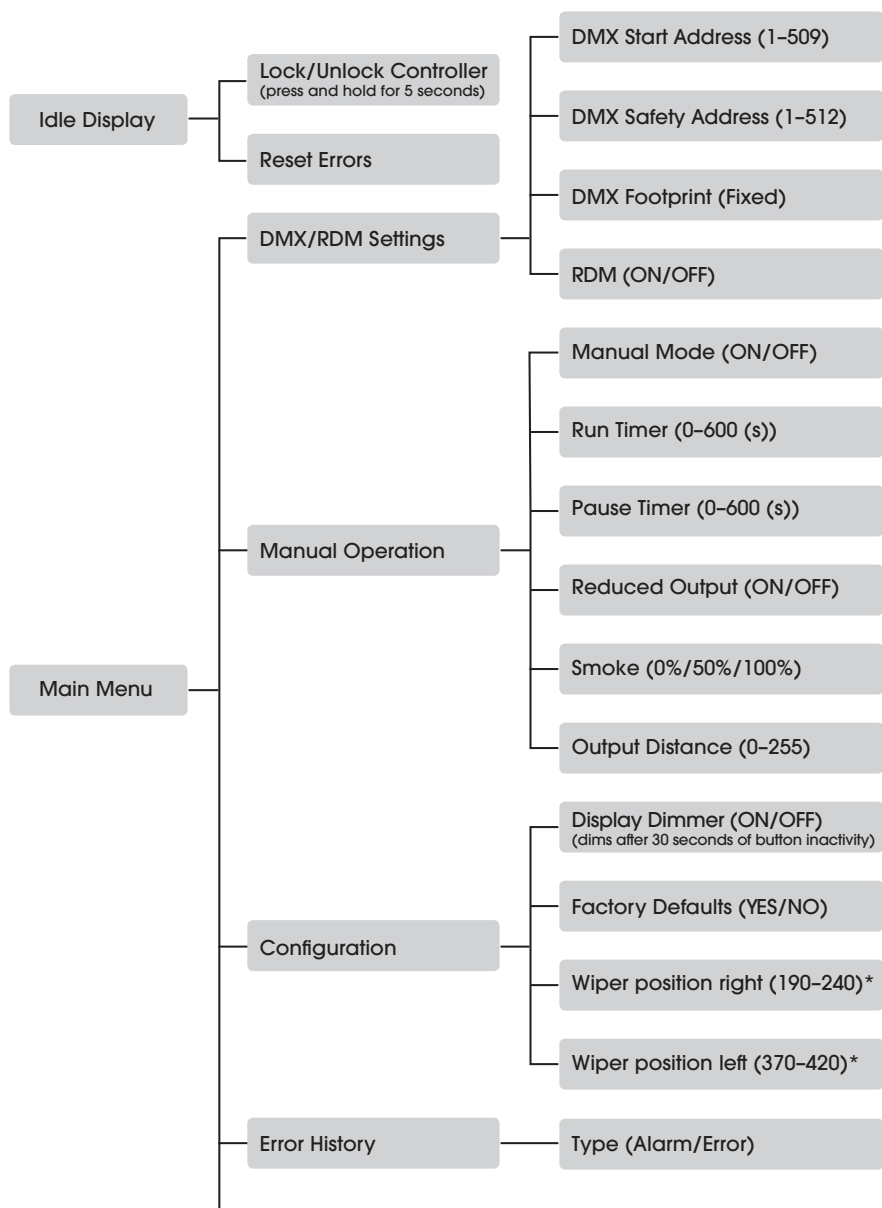 Idle Display
Lock/Unlock Controller
(press and hold for 5 seconds)
Reset Errors
Main Menu
DMX/RDM Settings
DMX Start Address (1–509)
DMX Safety Address (1–512)
DMX Footprint (Fixed)
RDM (ON/OFF)
Manual Operation
Manual Mode (ON/OFF)
Run Timer (0–600 (s))
Pause Timer (0–600 (s))
Reduced Output (ON/OFF)
Smoke (0%/50%/100%)
Output Distance (0–255)
Configuration
Display Dimmer (ON/OFF)
(dims after 30 seconds of button inactivity)
Factory Defaults (YES/NO)
Wiper position right (190–240)*
Wiper position left (370–420)*
Error History
Type (Alarm/Error)